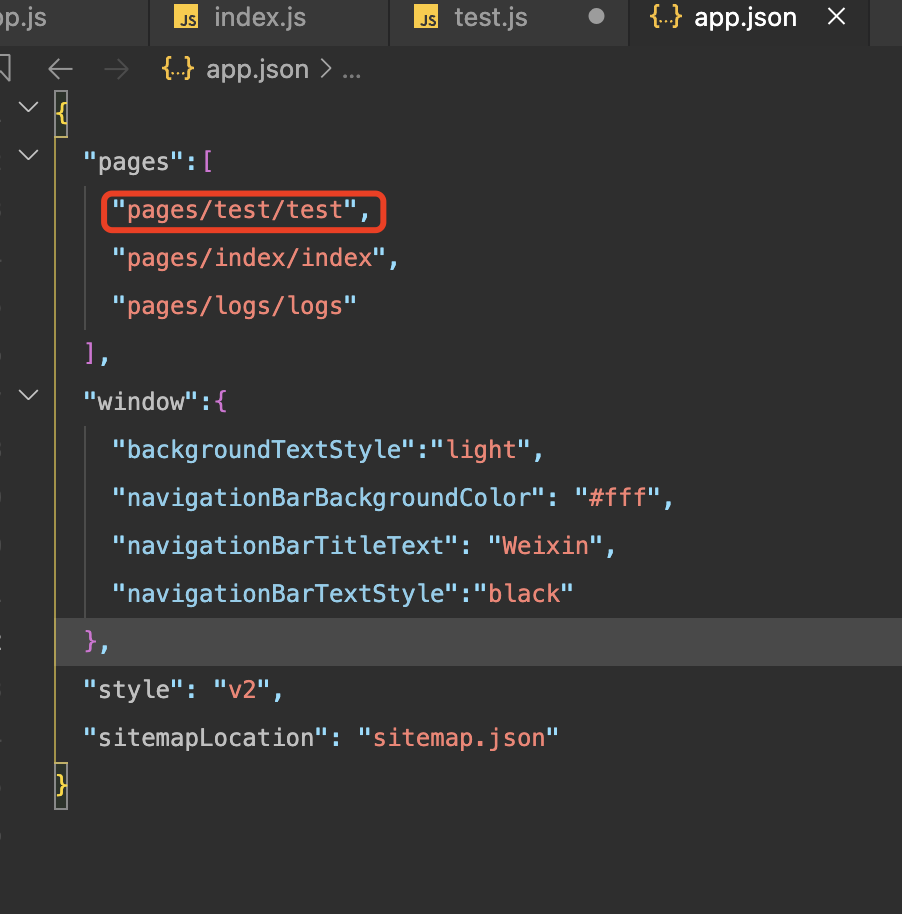 pp.js
JS index.js
JS test.js
{...} app.json
{...} app.json > ...
{
"pages":[
"pages/test/test",
"pages/index/index",
"pages/logs/logs"
],
"window":{
"backgroundTextStyle":"light",
"navigationBarBackgroundColor": "#fff",
"navigationBarTitleText": "Weixin",
"navigationBarTextStyle":"black"
},
"style": "v2",
"sitemapLocation": "sitemap.json"
}